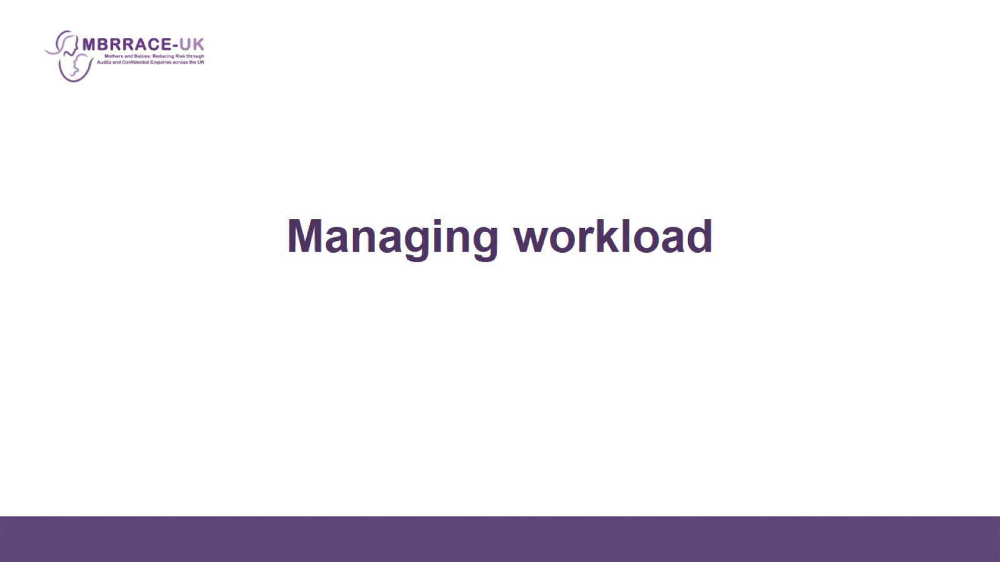 MBRRACE-UK
Mothers and Babies: Reducing Risk through
Audits and Confidential Enquiries across the UK
Managing workload